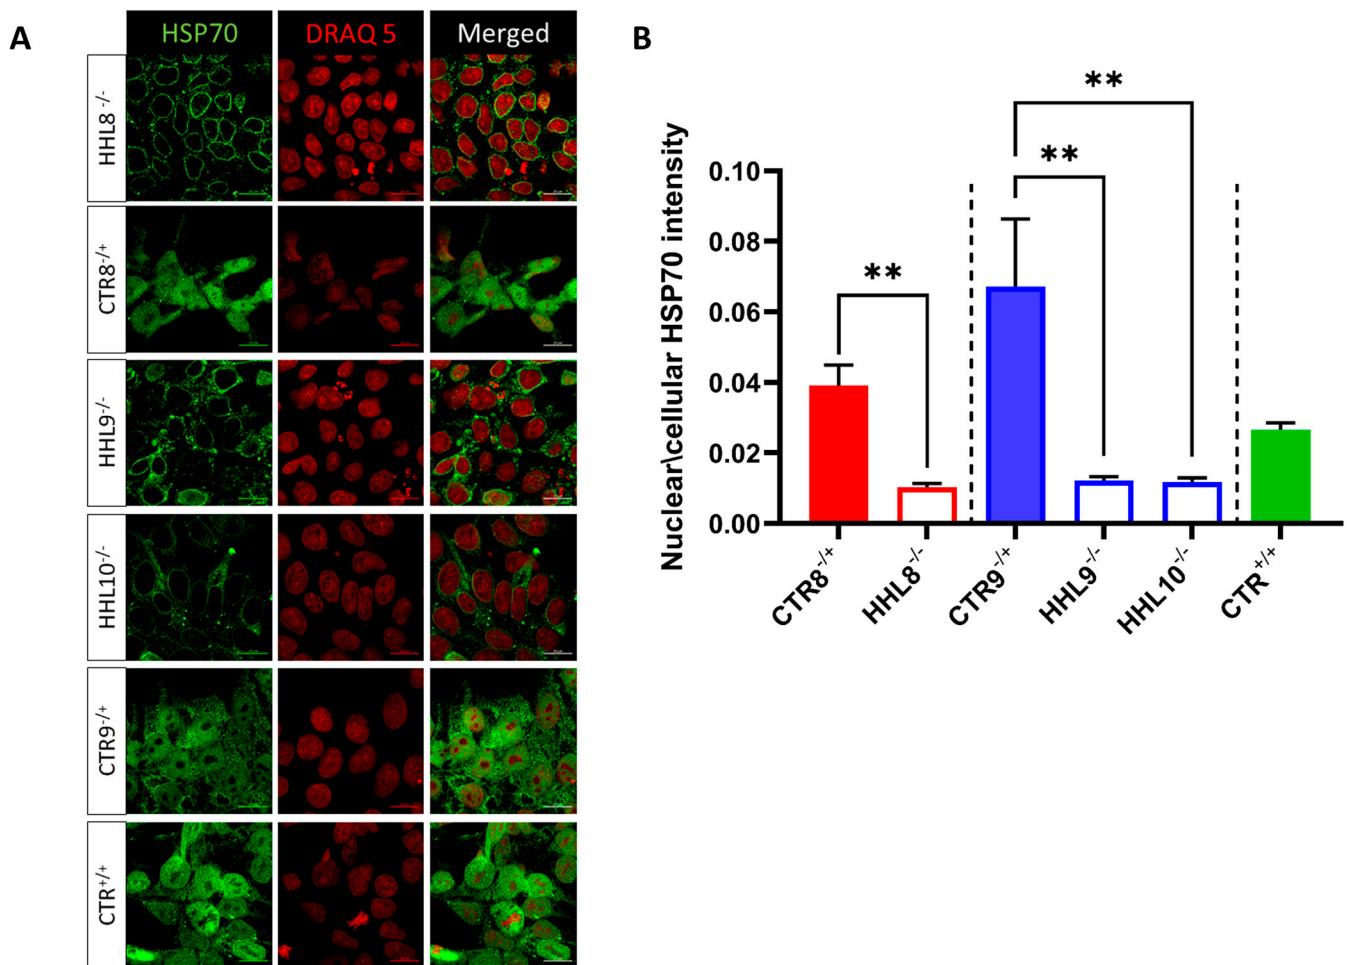 A
HSP70 DRAQ 5 Merged
HHL8 -/-
CTR8-/+
HHL9-/-
HHL10-/-
CTR9-/+
CTR+/+
B
Nuclear\cellular HSP70 intensity
**
**
**
0.10
0.08
0.06
0.04
0.02
0.00
CTR8-/+
HHL8-/-
CTR9-/+
HHL9-/-
HHL10-/-
CTR+/+